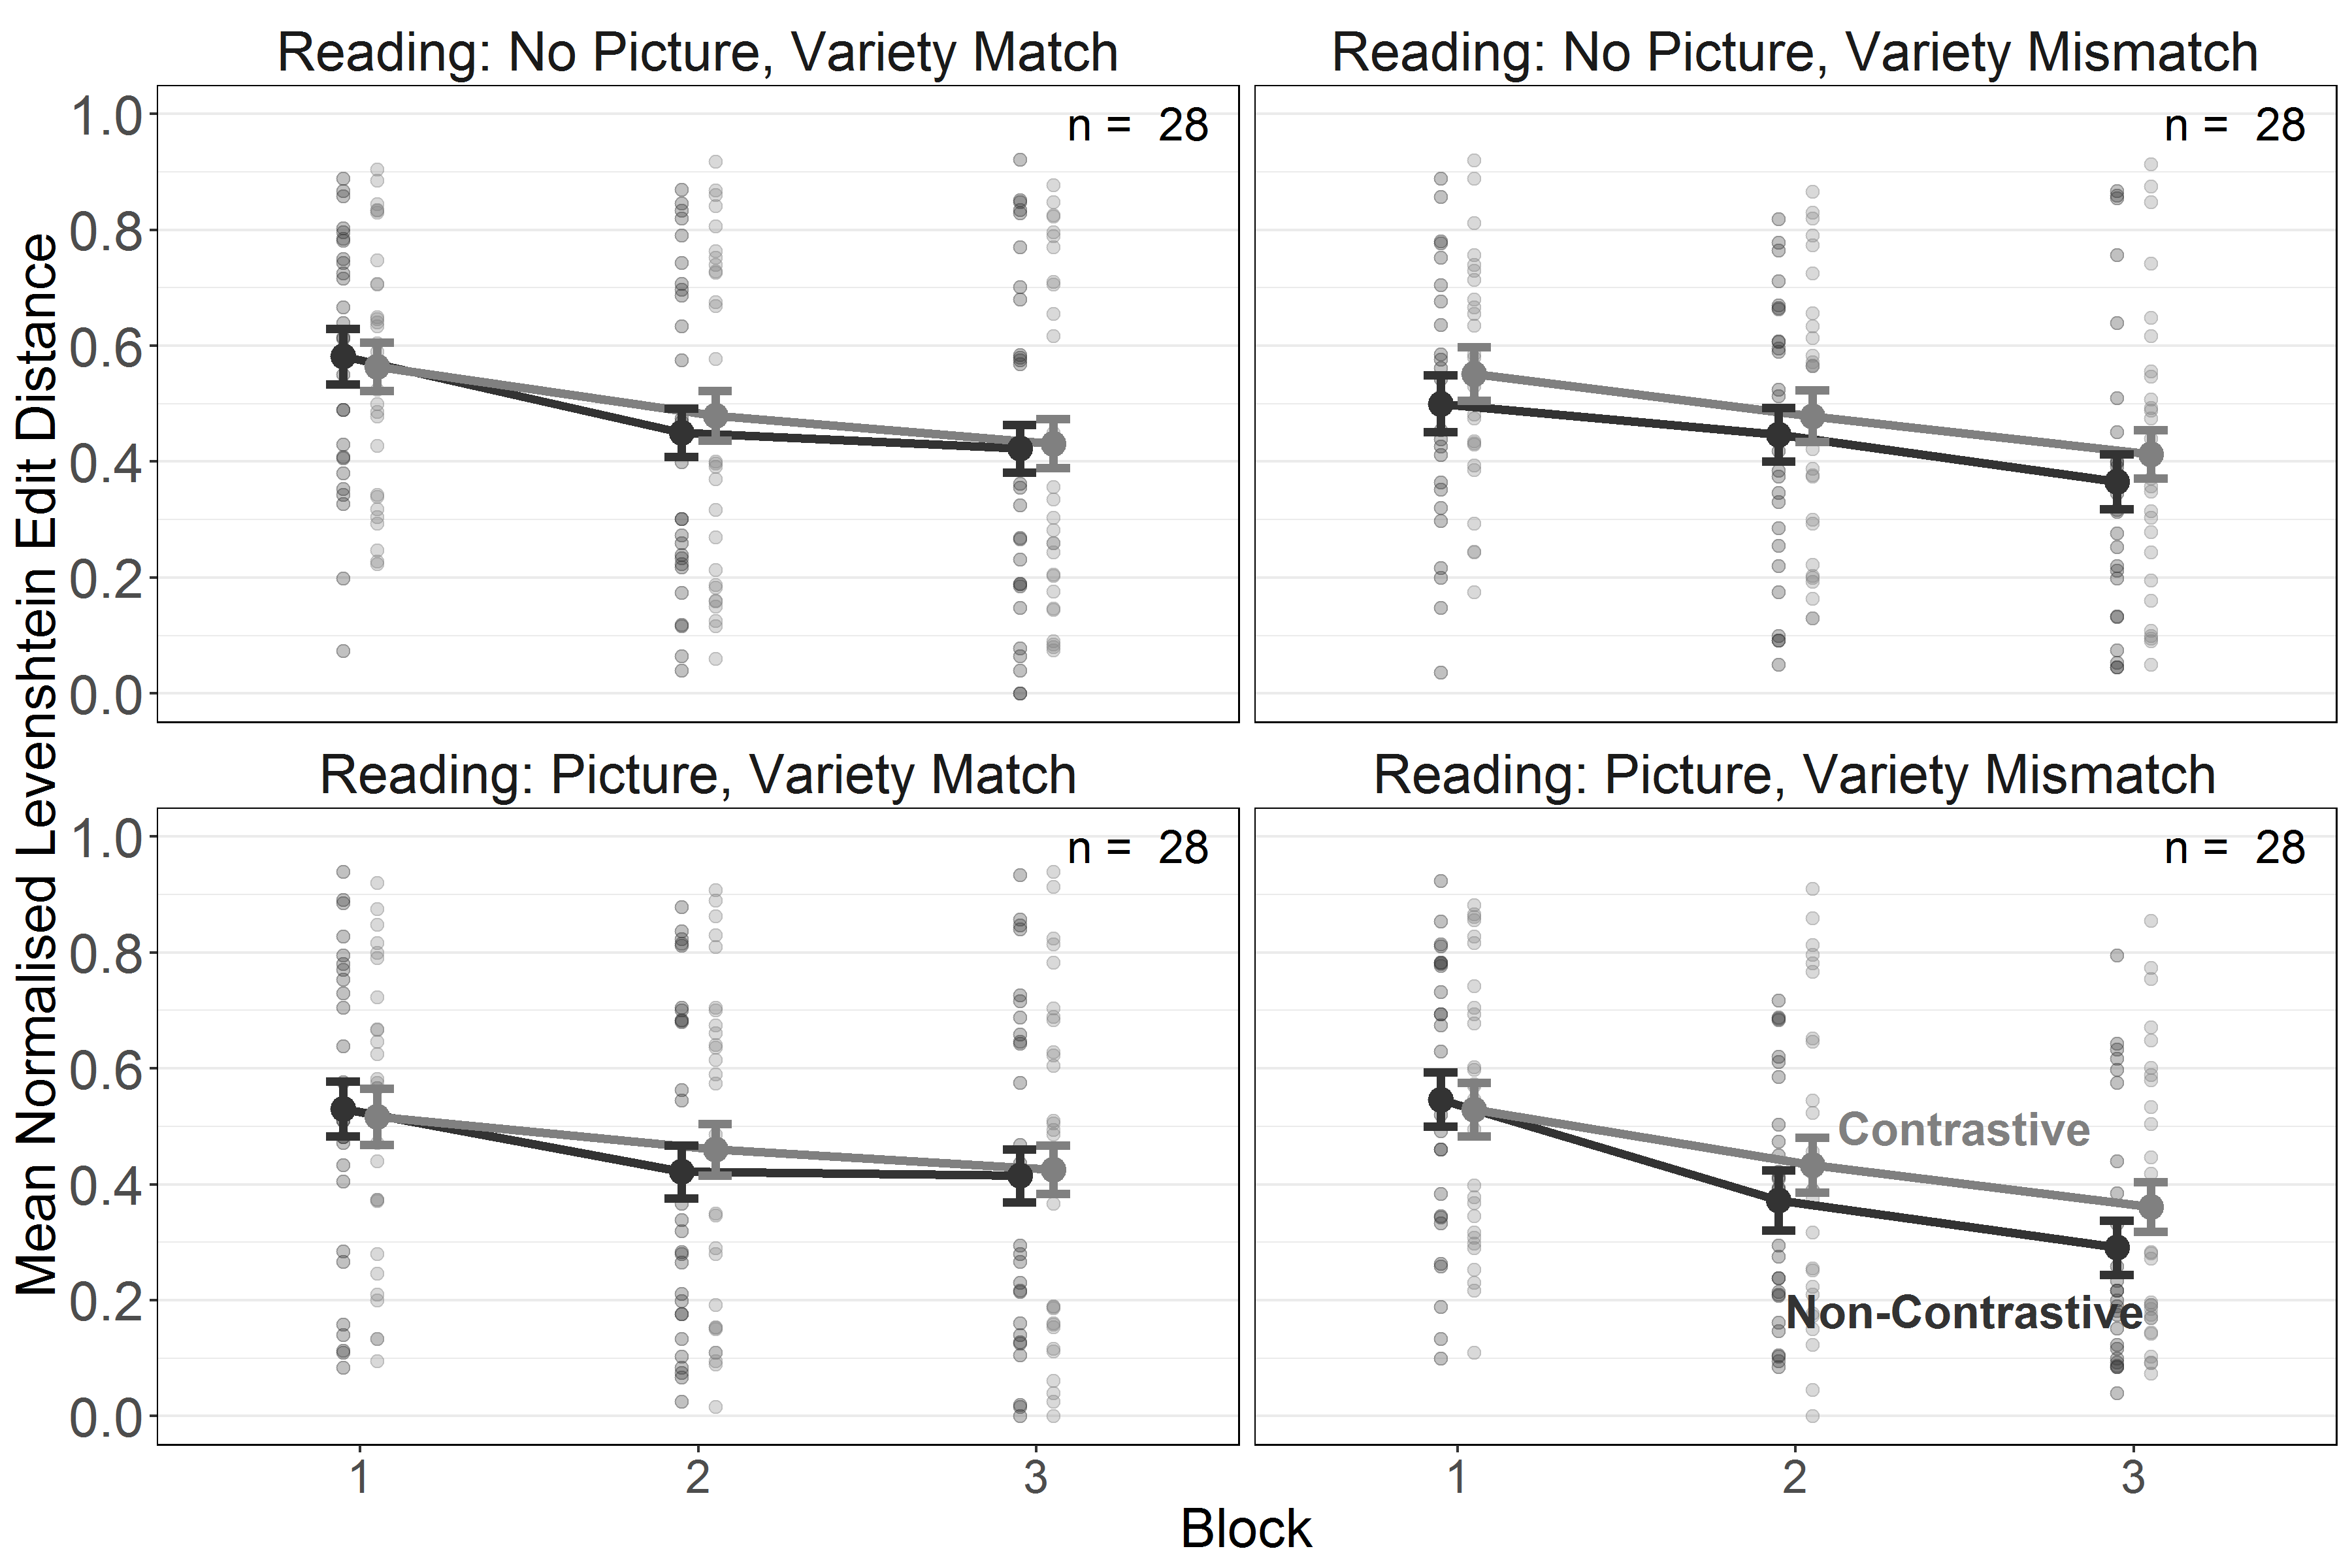 Reading: No Picture, Variety Match
Reading: No Picture, Variety Mismatch
n = 28
n = 28
1.0
0.8
0.6
0.4
0.2
0.0
Mean Normalised Levenshtein Edit Distance
Reading: Picture, Variety Match
Reading: Picture, Variety Mismatch
n = 28
n = 28
1.0
0.8
0.6
0.4
0.2
0.0
Contrastive
Non-Contrastive
1 2 3
1 2 3
Block